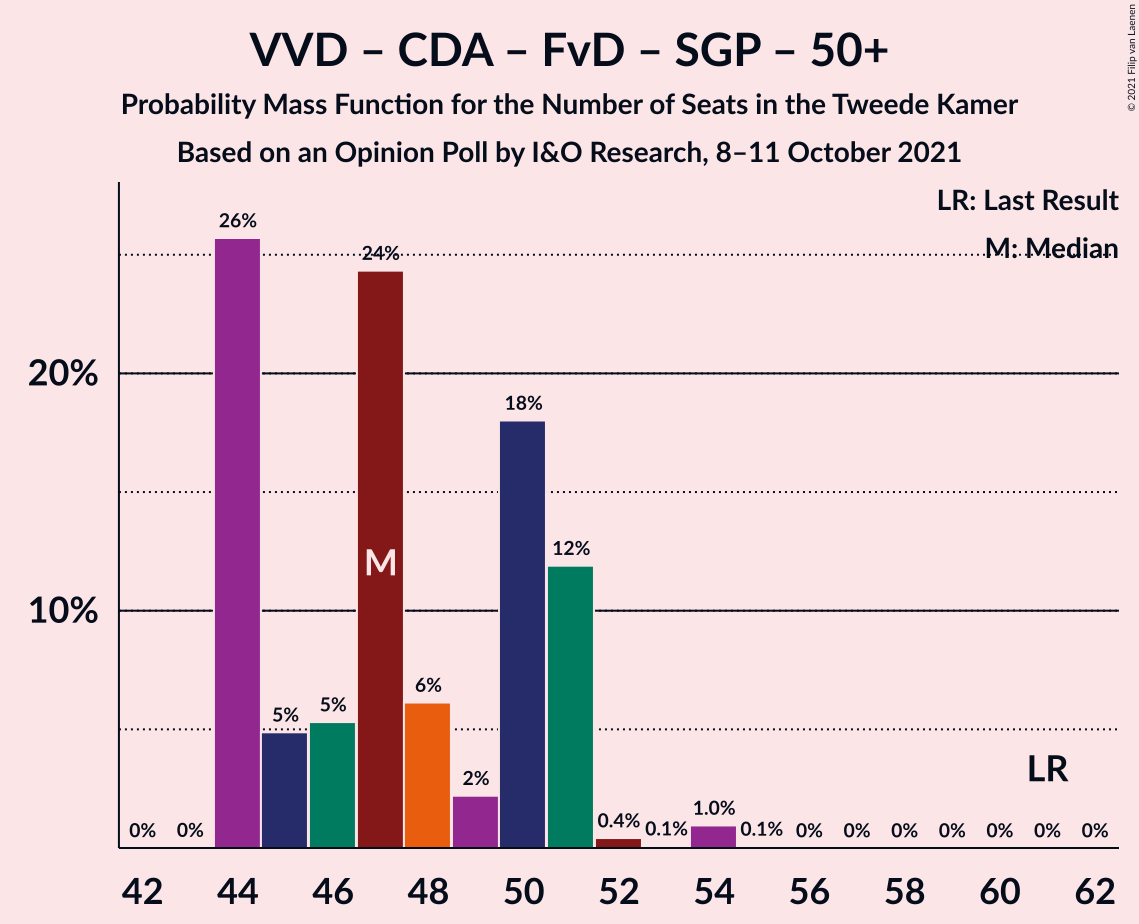 VVD – CDA – FvD – SGP – 50+
Probability Mass Function for the Number of Seats in the Tweede Kamer
Based on an Opinion Poll by I&O Research, 8–11 October 2021
© 2021 Filip van Laenen
LR: Last Result
M: Median
20%
10%
0% 0% 26% 5% 5% 24% 6% 2% 18% 12% 0.4% 0.1% 1.0% 0.1% 0% 0% 0% 0% 0% 0% 0%
M
LR
42 44 46 48 50 52 54 56 58 60 62